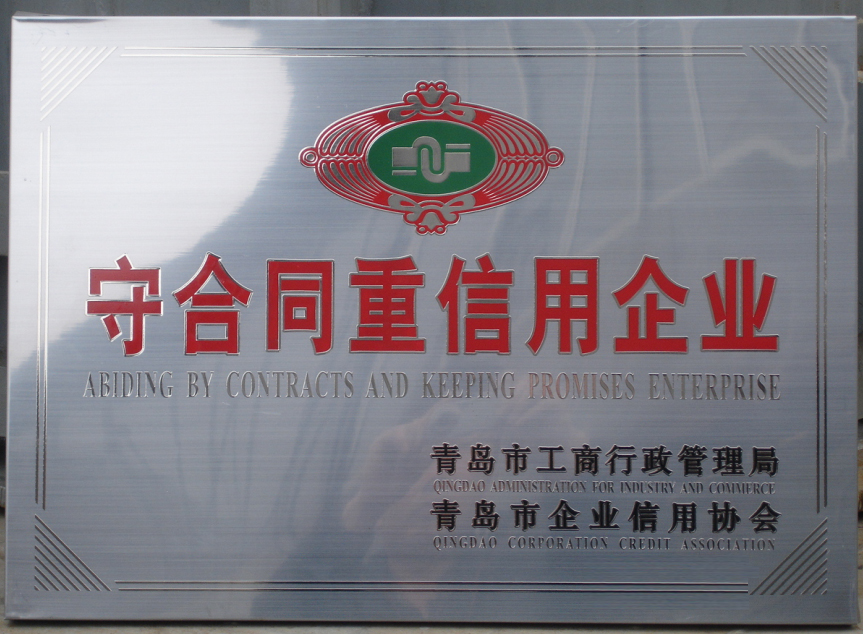 守合同重信用企业
ABIDING BY CONTRACTS AND KEEPING PROMISES ENTERPRISE
青岛市工商行政管理局
QINGDAO ADMINISTRATION FOR INDUSTRY AND COMMERCE
青岛市企业信用协会
QINGDAO CORPORATION CREDIT ASSOCIATION